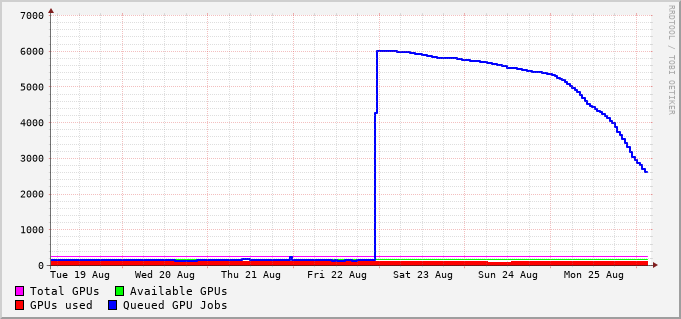 RRDTOOL / TOBI OETIKER
7000
6000
5000
4000
3000
2000
1000
0
Tue 19 Aug Wed 20 Aug Thu 21 Aug Fri 22 Aug Sat 23 Aug Sun 24 Aug Mon 25 Aug
Total GPUs Available GPUs
GPUs used Queued GPU Jobs